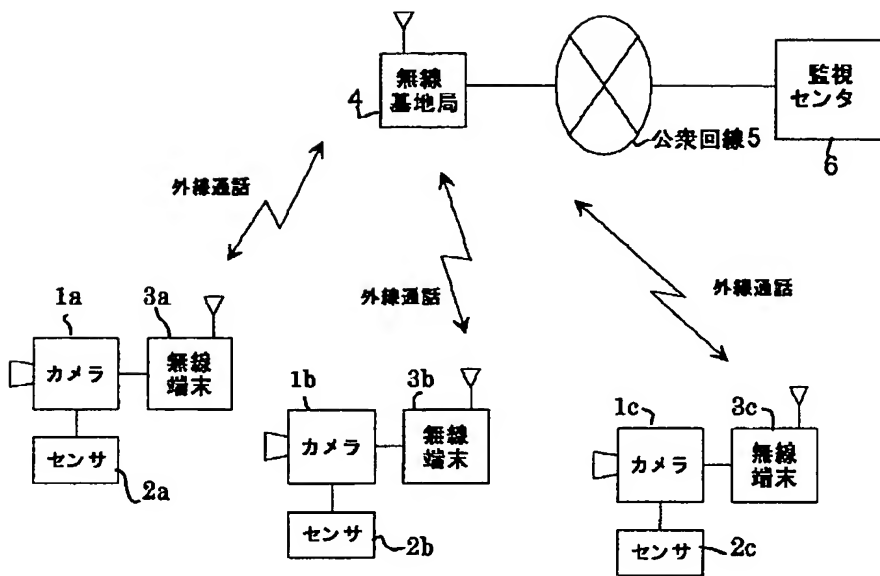 無線
基地局
4
監視
センタ
公衆回線5
6
外線通話
外線通話
外線通話
1a
3a
カメラ
無線
端末
センサ
2a
1b
3b
カメラ
無線
端末
センサ
2b
1c
3c
カメラ
無線
端末
センサ
2c